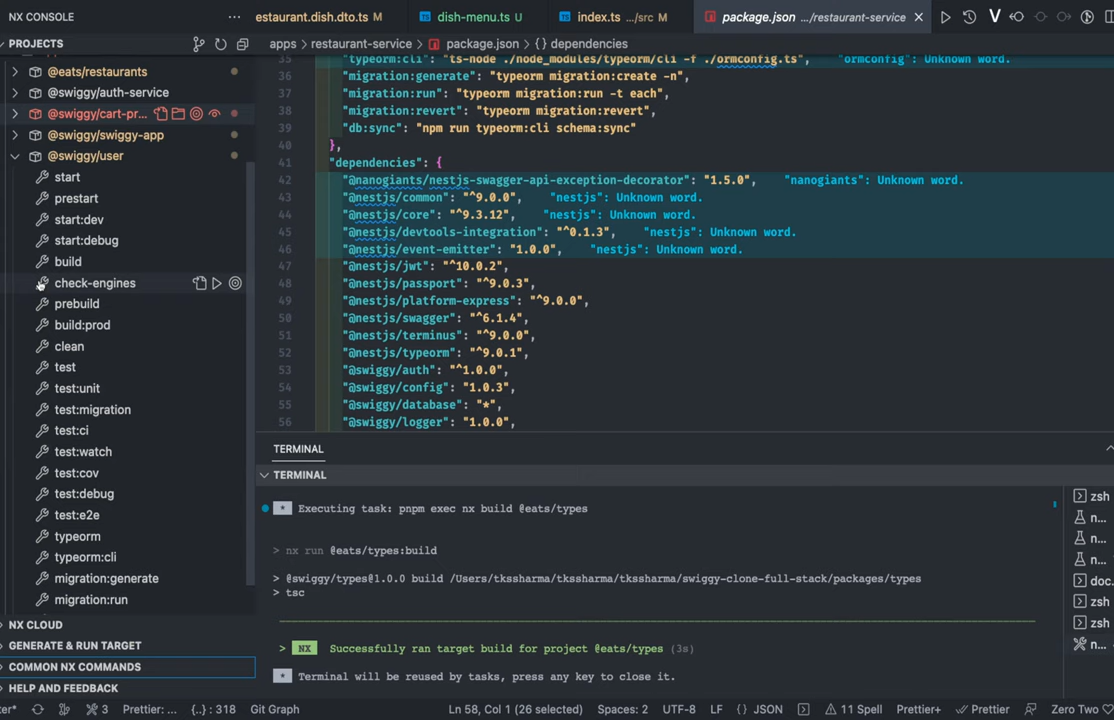 NX CONSOLE
···
estaurant.dish.dto.ts M
dish-menu.ts U
index.ts .../src M
package.json .../restaurant-service
PROJECTS
@eats/restaurants
@swiggy/auth-service
@swiggy/cart-pr...
@swiggy/swiggy-app
@swiggy/user
start
prestart
start:dev
start:debug
build
check-engines
prebuild
build:prod
clean
test
test:unit
test:migration
test:ci
test:watch
test:cov
test:debug
test:e2e
typeorm
typeorm:cli
migration:generate
migration:run
NX CLOUD
GENERATE & RUN TARGET
COMMON NX COMMANDS
HELP AND FEEDBACK
apps > restaurant-service > package.json > {} dependencies
35 "typeorm:cli": "ts-node ./node_modules/typeorm/cli -f ./ormconfig.ts", "ormconfig": Unknown word.
36 "migration:generate": "typeorm migration:create -n",
37 "migration:run": "typeorm migration:run -t each",
38 "migration:revert": "typeorm migration:revert",
39 "db:sync": "npm run typeorm:cli schema:sync"
40 },
41 "dependencies": {
42 "@nanogiants/nestjs-swagger-api-exception-decorator": "1.5.0", "nanogiants": Unknown word.
43 "@nestjs/common": "^9.0.0", "nestjs": Unknown word.
44 "@nestjs/core": "^9.3.12", "nestjs": Unknown word.
45 "@nestjs/devtools-integration": "^0.1.3", "nestjs": Unknown word.
46 "@nestjs/event-emitter": "1.0.0", "nestjs": Unknown word.
47 "@nestjs/jwt": "^10.0.2",
48 "@nestjs/passport": "^9.0.3",
49 "@nestjs/platform-express": "^9.0.0",
50 "@nestjs/swagger": "^6.1.4",
51 "@nestjs/terminus": "^9.0.0",
52 "@nestjs/typeorm": "^9.0.1",
53 "@swiggy/auth": "^1.0.0",
54 "@swiggy/config": "1.0.3",
55 "@swiggy/database": "*",
56 "@swiggy/logger": "1.0.0",
TERMINAL
TERMINAL
* Executing task: pnpm exec nx build @eats/types
> nx run @eats/types:build
> @swiggy/types@1.0.0 build /Users/tkssharma/tkssharma/tkssharma/swiggy-clone-full-stack/packages/types
> tsc
> NX Successfully ran target build for project @eats/types (3s)
* Terminal will be reused by tasks, press any key to close it.
zsh
n...
n...
n...
doc.
zsh
zsh
n...
ter* 3 Prettier: ... {..} : 318 Git Graph Ln 58, Col 1 (26 selected) Spaces: 2 UTF-8 LF {} JSON 11 Spell Prettier+ Prettier Zero Two